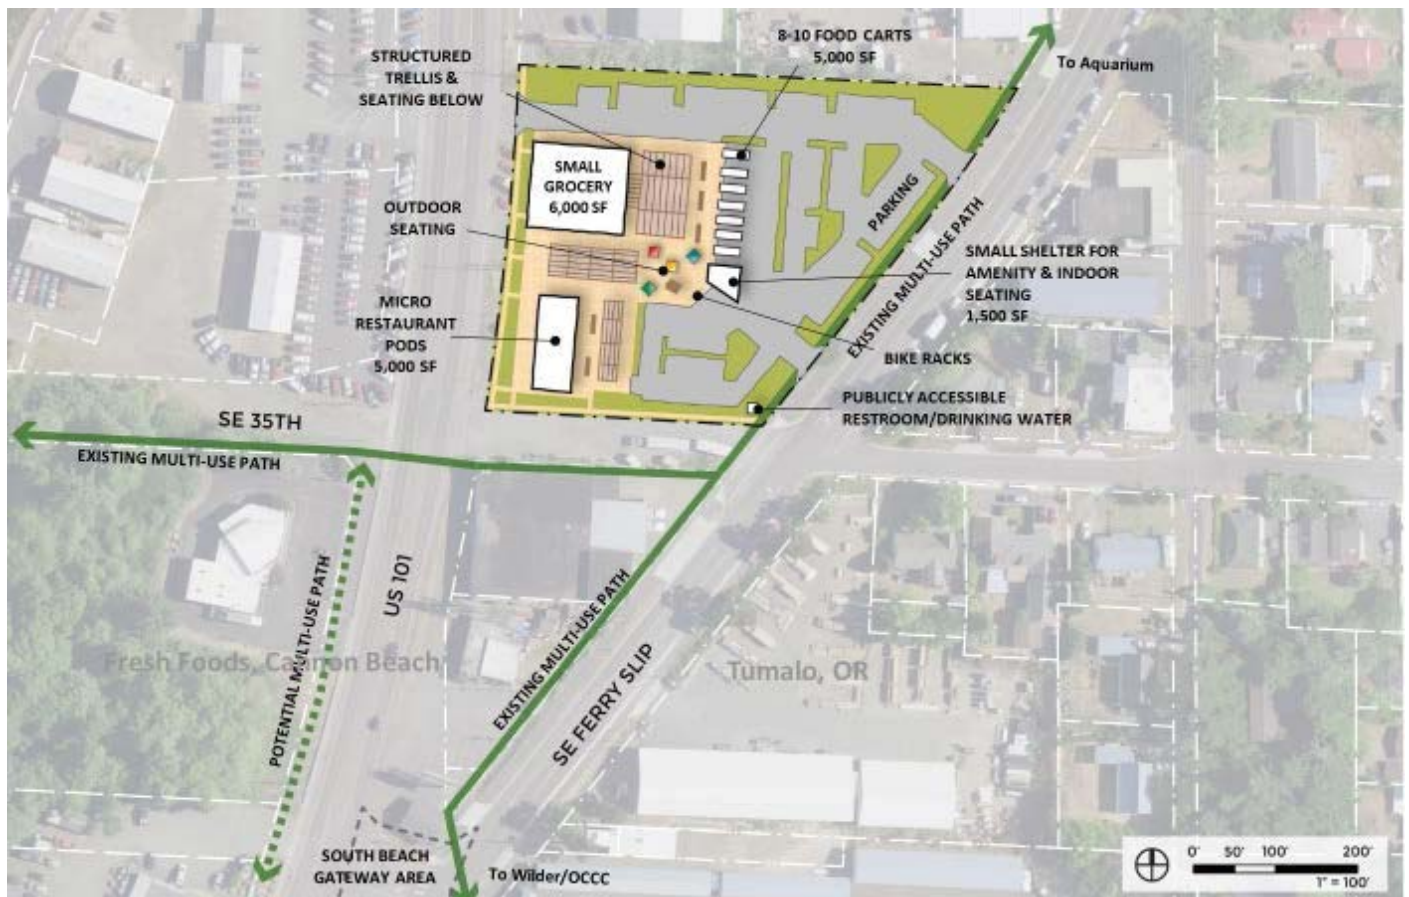 STRUCTURED
TRELLIS &
SEATING BELOW
8-10 FOOD CARTS
5,000 SF
To Aquarium
SMALL
GROCERY
6,000 SF
OUTDOOR
SEATING
PARKING
EXISTING MULTI-USE PATH
SMALL SHELTER FOR
AMENITY & INDOOR
SEATING
1,500 SF
MICRO
RESTAURANT
PODS
5,000 SF
BIKE RACKS
PUBLICLY ACCESSIBLE
RESTROOM/DRINKING WATER
SE 35TH
EXISTING MULTI-USE PATH
US 101
POTENTIAL MULTI-USE PATH
EXISTING MULTI-USE PATH
SE FERRY SLIP
Fresh Foods, Cannon Beach
Tumalo, OR
SOUTH BEACH
GATEWAY AREA
To Wilder/OCCC
0' 50' 100' 200'
1" = 100'